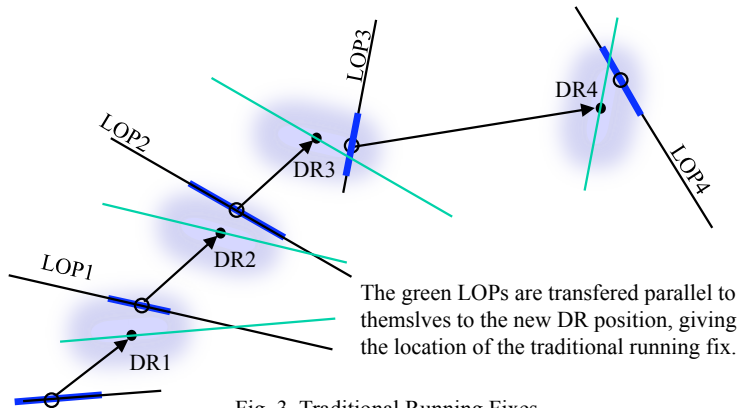 LOP3
DR4
LOP2
DR3
LOP4
DR2
LOP1
The green LOPs are transfered parallel to
themslves to the new DR position, giving
the location of the traditional running fix.
DR1
Fig. 3. Traditional Running Fixes